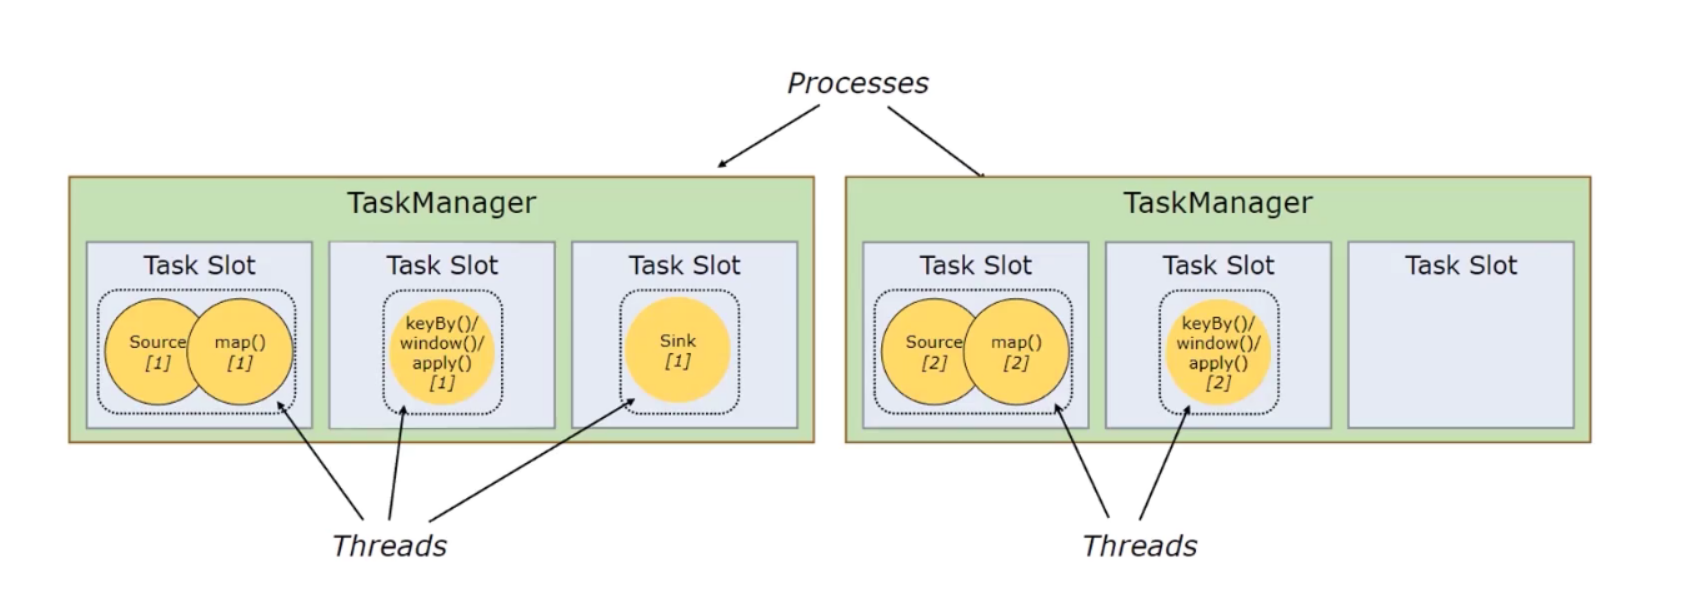 Processes
TaskManager
Task Slot
Source
[1]
map()
[1]
Task Slot
keyBy()/
window()/
apply()
[1]
Task Slot
Sink
[1]
Threads
TaskManager
Task Slot
Source
[2]
map()
[2]
Task Slot
keyBy()/
window()/
apply()
[2]
Task Slot
Threads